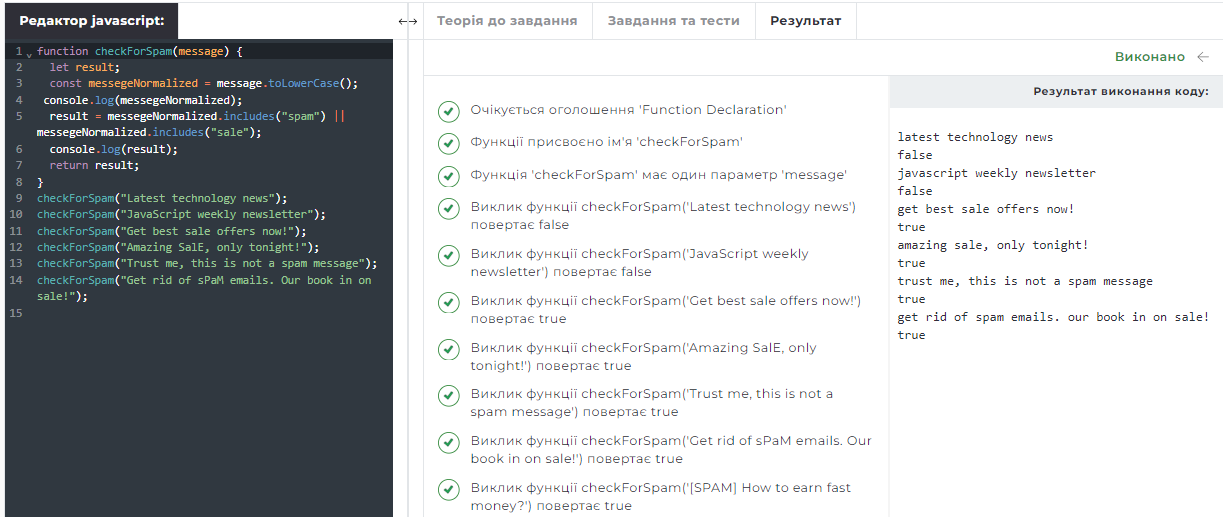 Редактор javascript:
Теорія до завдання
Завдання та тести
Результат
1 function checkForSpam(message) {
2 let result;
3 const messegeNormalized = message.toLowerCase();
4 console.log(messegeNormalized);
5 result = messegeNormalized.includes("spam") ||
messegeNormalized.includes("sale");
6 console.log(result);
7 return result;
8 }
9 checkForSpam("Latest technology news");
10 checkForSpam("JavaScript weekly newsletter");
11 checkForSpam("Get best sale offers now!");
12 checkForSpam("Amazing SalE, only tonight!");
13 checkForSpam("Trust me, this is not a spam message");
14 checkForSpam("Get rid of sPaM emails. Our book in on
sale!");
15
Виконано
Очікується оголошення 'Function Declaration'
Функції присвоєно ім'я 'checkForSpam'
Функція 'checkForSpam' має один параметр 'message'
Виклик функції checkForSpam('Latest technology news')
повертає false
Виклик функції checkForSpam('JavaScript weekly
newsletter') повертає false
Виклик функції checkForSpam('Get best sale offers now!')
повертає true
Виклик функції checkForSpam('Amazing SalE, only
tonight!') повертає true
Виклик функції checkForSpam('Trust me, this is not a
spam message') повертає true
Виклик функції checkForSpam('Get rid of sPaM emails. Our
book in on sale!') повертає true
Виклик функції checkForSpam('[SPAM] How to earn fast
money?') повертає true
Результат виконання коду:
latest technology news
false
javascript weekly newsletter
false
get best sale offers now!
true
amazing sale, only tonight!
true
trust me, this is not a spam message
true
get rid of spam emails. our book in on sale!
true